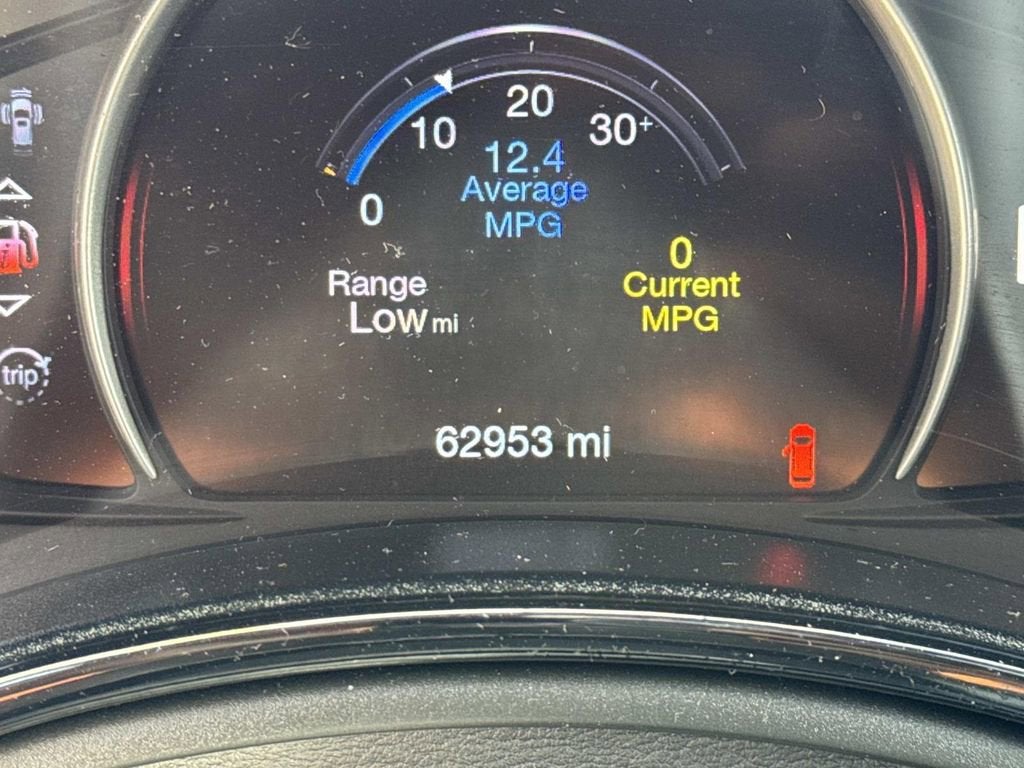 20
10
30+
12.4
Average
MPG
0
0
Current
MPG
Range
Low mi
trip
62953 mi